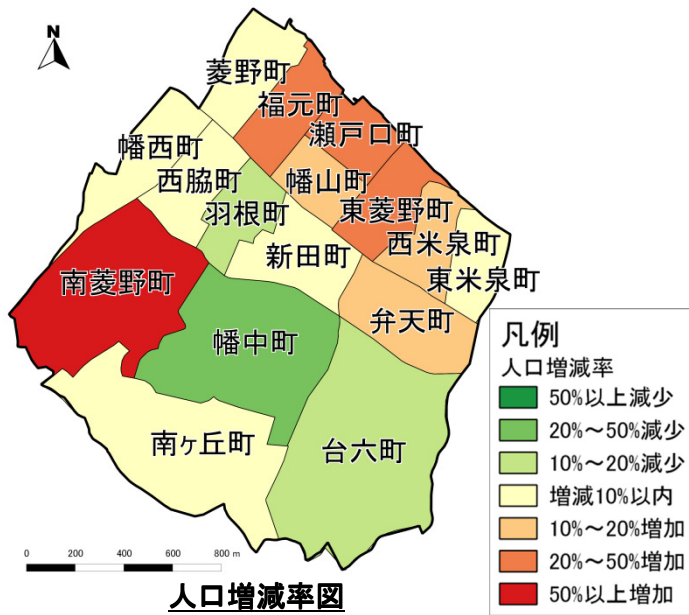 N
菱野町
福元町
瀬戸口町
幡西町
西脇町
幡山町
羽根町
東菱野町
西米泉町
新田町
東米泉町
南菱野町
弁天町
幡中町
南ヶ丘町
台六町
凡例
人口増減率
50%以上減少
20%～50%減少
10%～20%減少
増減10%以内
10%～20%増加
20%～50%増加
50%以上増加
0 200 400 600 800 m
人口増減率図